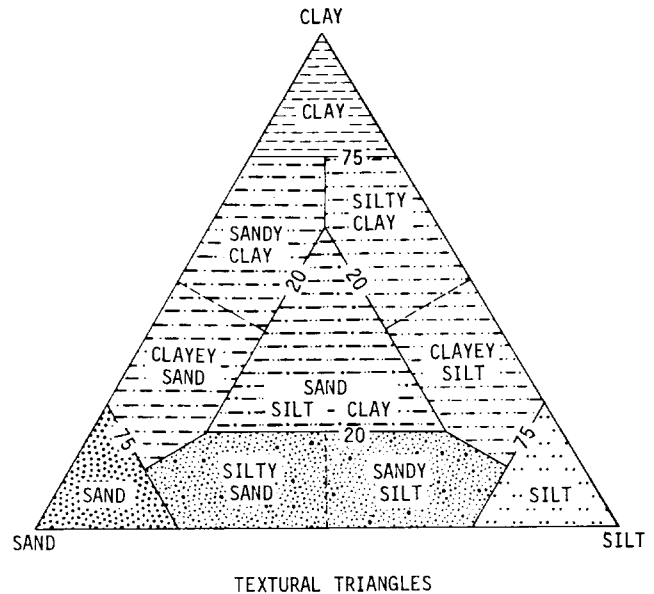 CLAY
CLAY
75
SILTY
CLAY
SANDY
CLAY
20
20
CLAYEY
SAND
CLAYEY
SILT
SAND
SILT - CLAY
75
20
75
SILTY
SAND
SANDY
SILT
SAND
SILT
SAND
SILT
TEXTURAL TRIANGLES